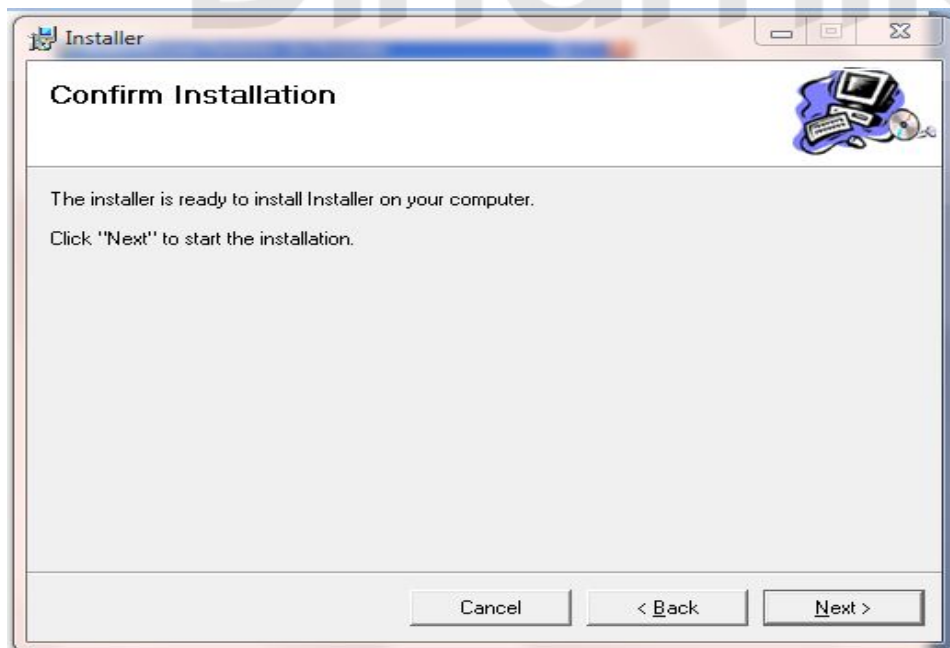 Installer
Confirm Installation
The installer is ready to install Installer on your computer.
Click "Next" to start the installation.
Cancel
< Back
Next >